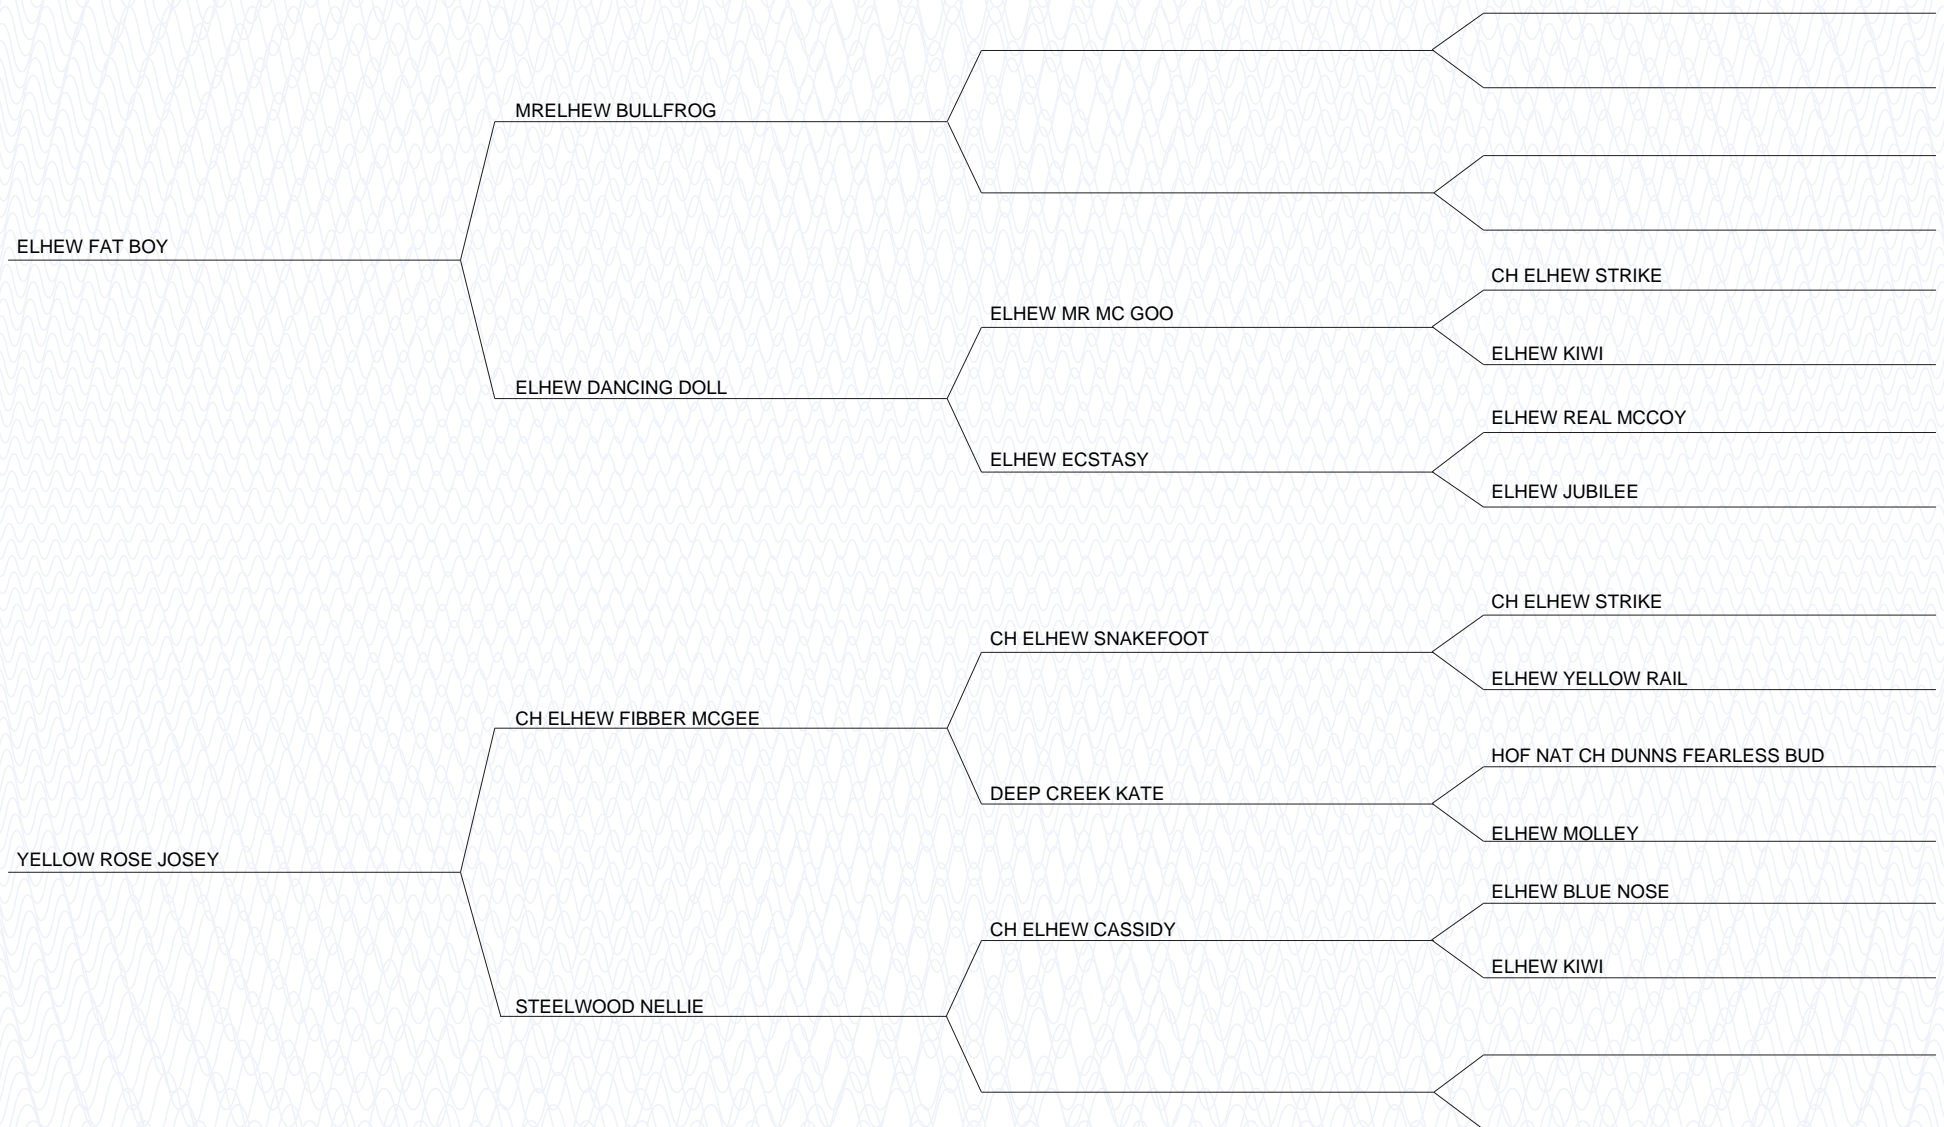 MRELHEW BULLFROG
ELHEW FAT BOY
CH ELHEW STRIKE
ELHEW MR MC GOO
ELHEW KIWI
ELHEW DANCING DOLL
ELHEW REAL MCCOY
ELHEW ECSTASY
ELHEW JUBILEE
CH ELHEW STRIKE
CH ELHEW SNAKEFOOT
ELHEW YELLOW RAIL
CH ELHEW FIBBER MCGEE
HOF NAT CH DUNNS FEARLESS BUD
DEEP CREEK KATE
ELHEW MOLLEY
YELLOW ROSE JOSEY
ELHEW BLUE NOSE
CH ELHEW CASSIDY
ELHEW KIWI
STEELWOOD NELLIE